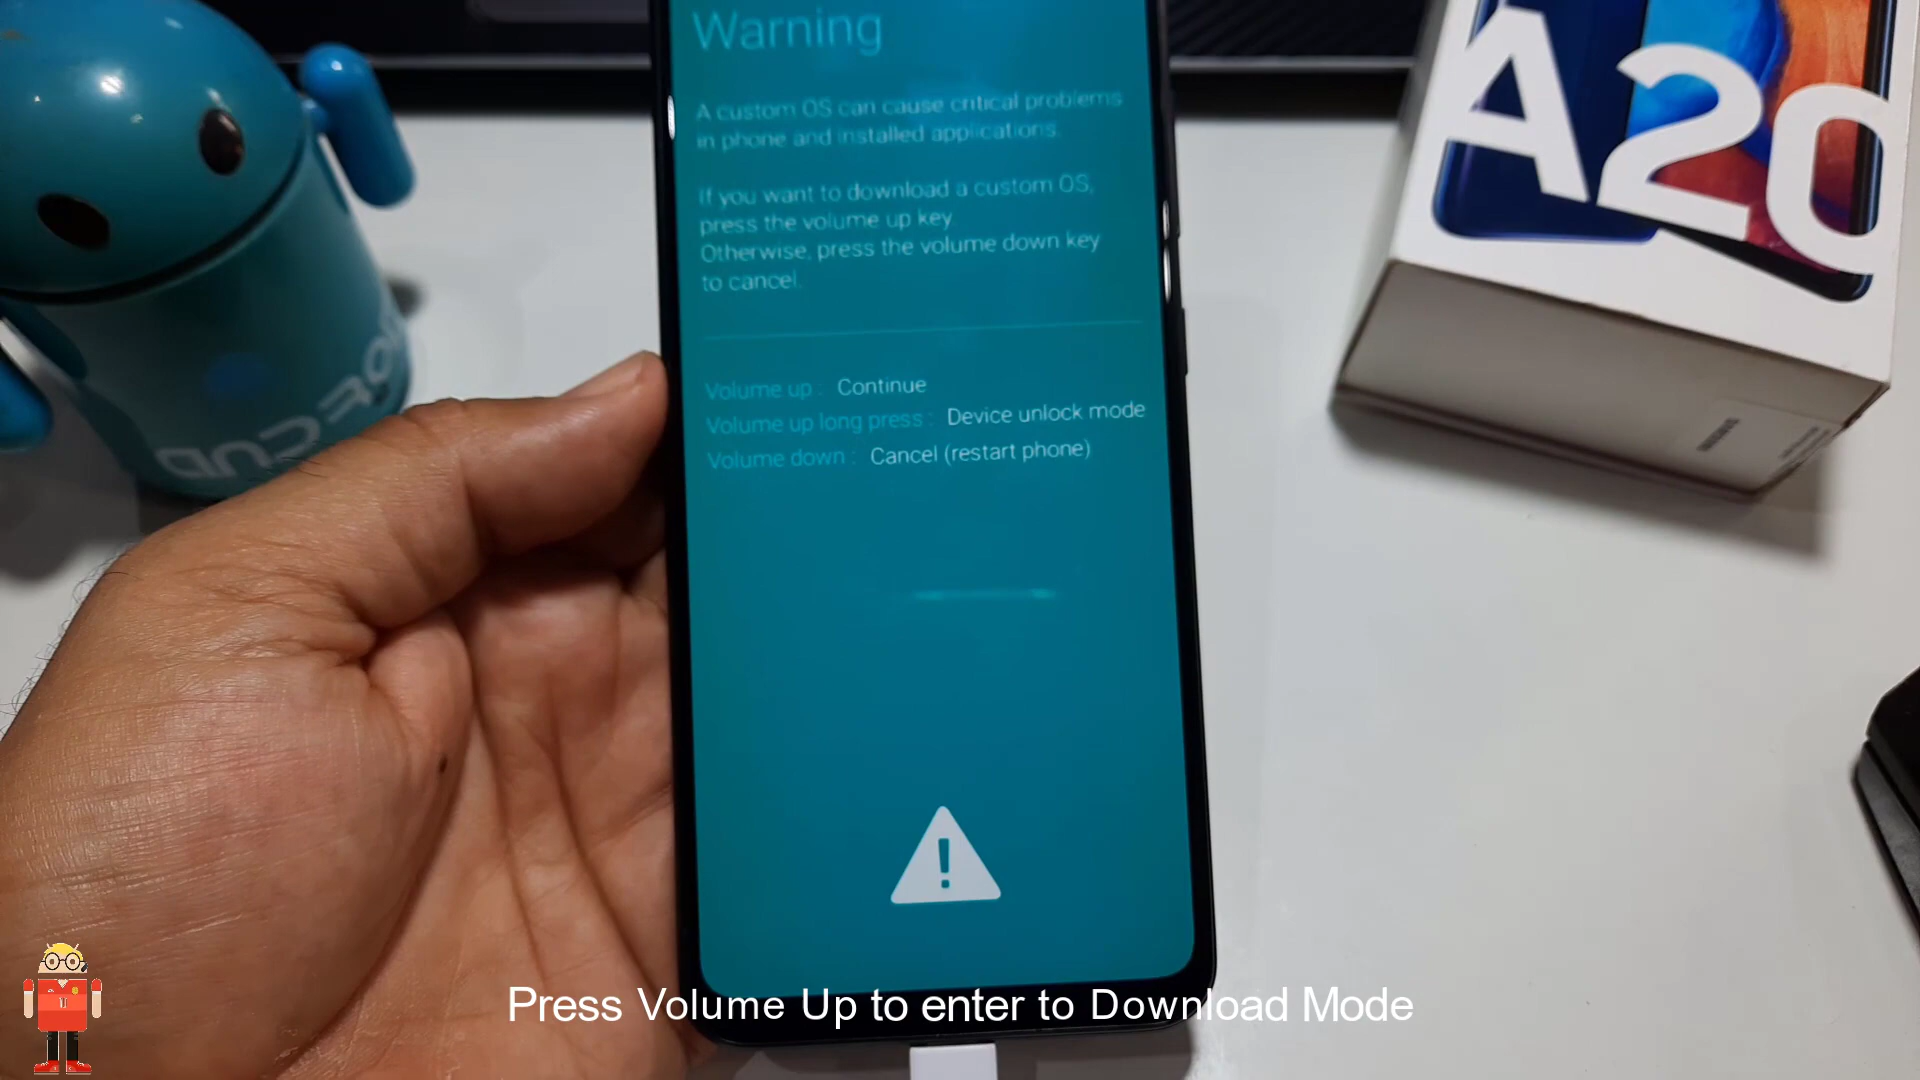 Warning
A custom OS can cause critical problems
in phone and installed applications.
If you want to download a custom OS,
press the volume up key.
Otherwise, press the volume down key
to cancel.
Volume up : Continue
Volume up long press : Device unlock mode
Volume down : Cancel (restart phone)
A20
ANDROID
Press Volume Up to enter to Download Mode